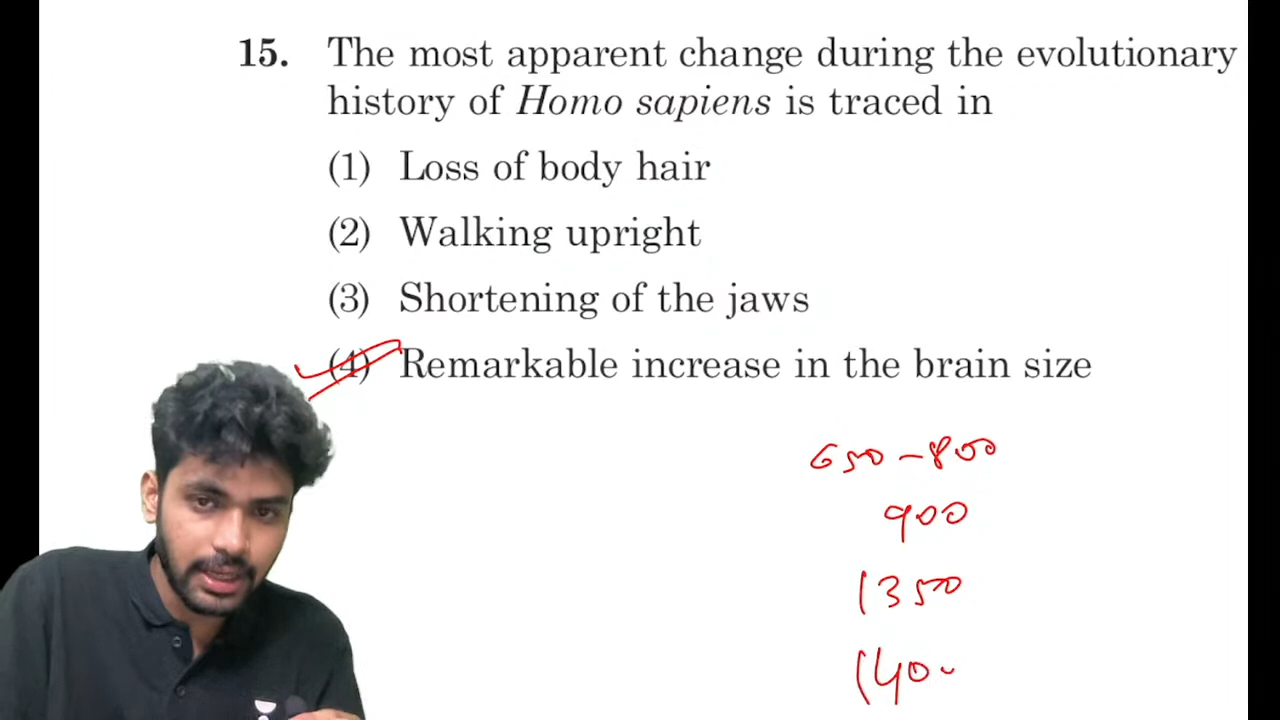 15. The most apparent change during the evolutionary
history of Homo sapiens is traced in
(1) Loss of body hair
(2) Walking upright
(3) Shortening of the jaws
(4) Remarkable increase in the brain size
650-800
900
1350